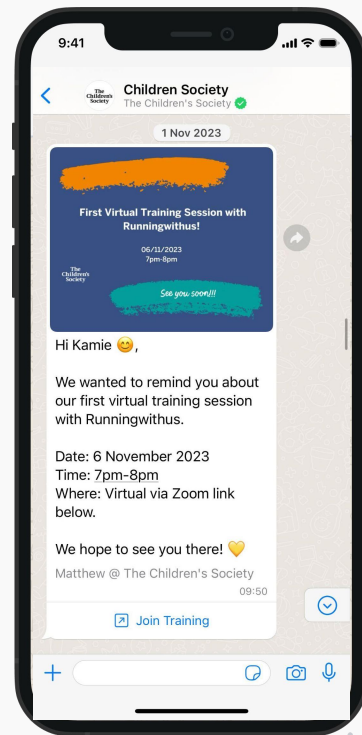 9:41
The
Children's
Society
Children Society
The Children's Society
1 Nov 2023
First Virtual Training Session with
Runningwithus!
06/11/2023
7pm-8pm
The
Children's
Society
See you soon!!!
Hi Kamie 😊,
We wanted to remind you about
our first virtual training session
with Runningwithus.
Date: 6 November 2023
Time: 7pm-8pm
Where: Virtual via Zoom link
below.
We hope to see you there! 💛
Matthew @ The Children's Society
09:50
Join Training